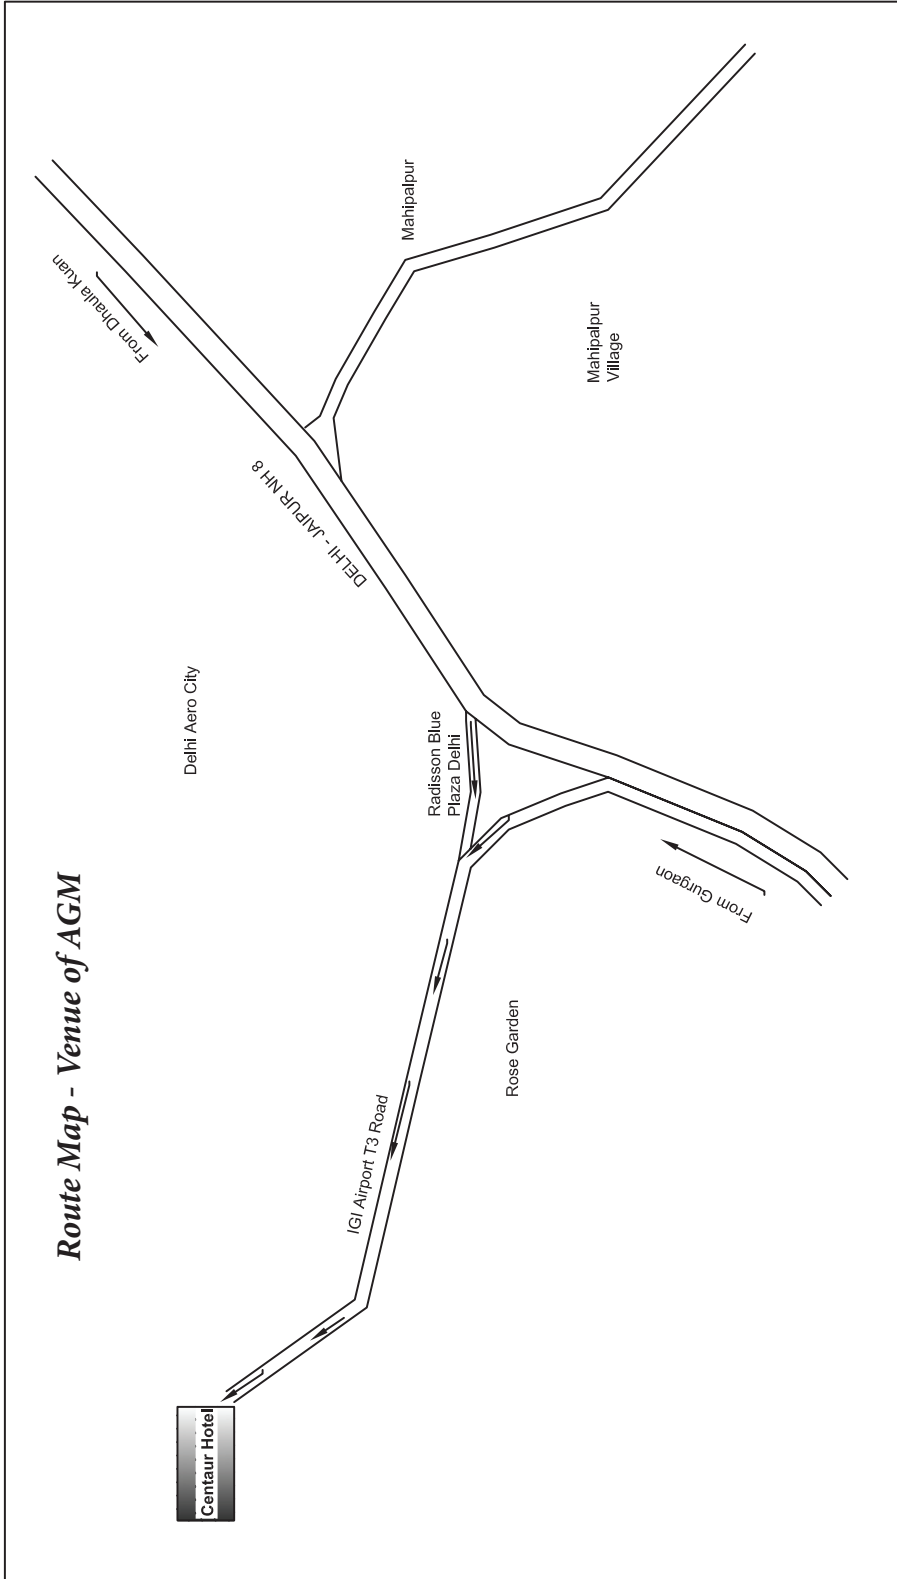 Route Map - Venue of AGM
From Dhaula Kuan
Mahipalpur
DELHI - JAIPUR NH 8
Mahipalpur
Village
Delhi Aero City
Radisson Blue
Plaza Delhi
From Gurgaon
Rose Garden
IGI Airport T3 Road
Centaur Hotel